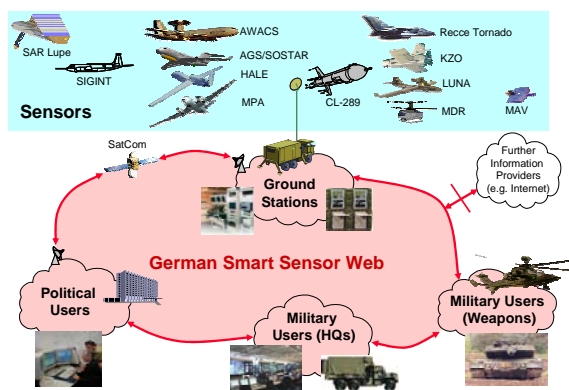 AWACS
Recce Tornado
SAR Lupe
SIGINT
AGS/SOSTAR
KZO
HALE
LUNA
CL-289
MPA
MDR
MAV
Sensors
SatCom
Ground
Stations
Further
Information
Providers
(e.g. Internet)
German Smart Sensor Web
Political
Users
Military
Users (HQs)
Military Users
(Weapons)